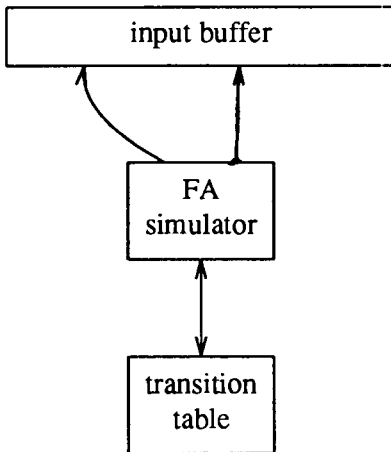 input buffer
FA
simulator
transition
table